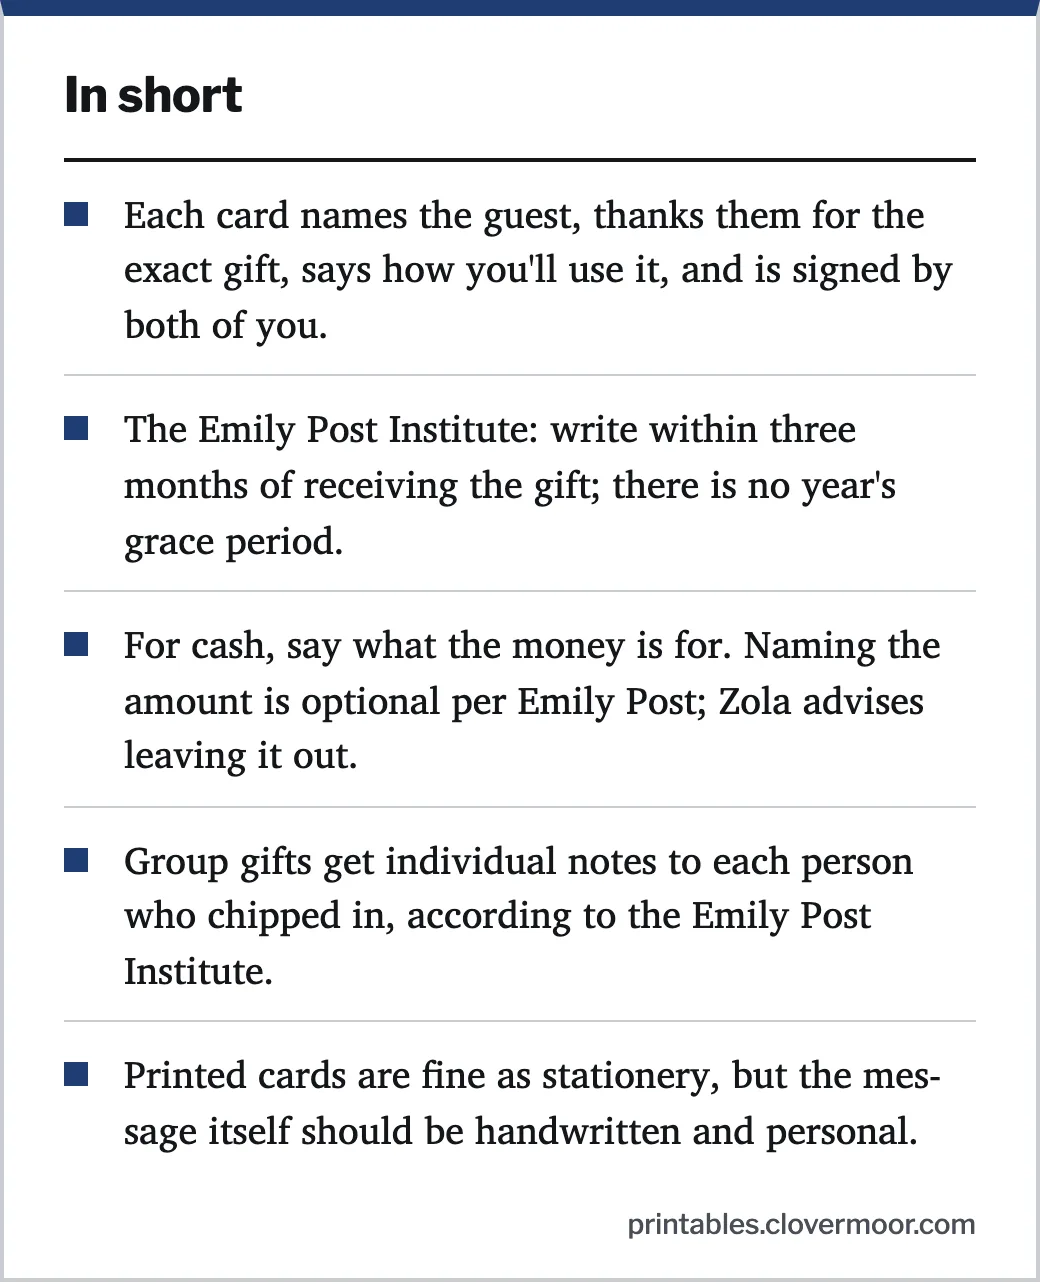 In short
Each card names the guest, thanks them for the
exact gift, says how you'll use it, and is signed by
both of you.
The Emily Post Institute: write within three
months of receiving the gift; there is no year's
grace period.
For cash, say what the money is for. Naming the
amount is optional per Emily Post; Zola advises
leaving it out.
Group gifts get individual notes to each person
who chipped in, according to the Emily Post
Institute.
Printed cards are fine as stationery, but the mes-
sage itself should be handwritten and personal.
printables.clovermoor.com